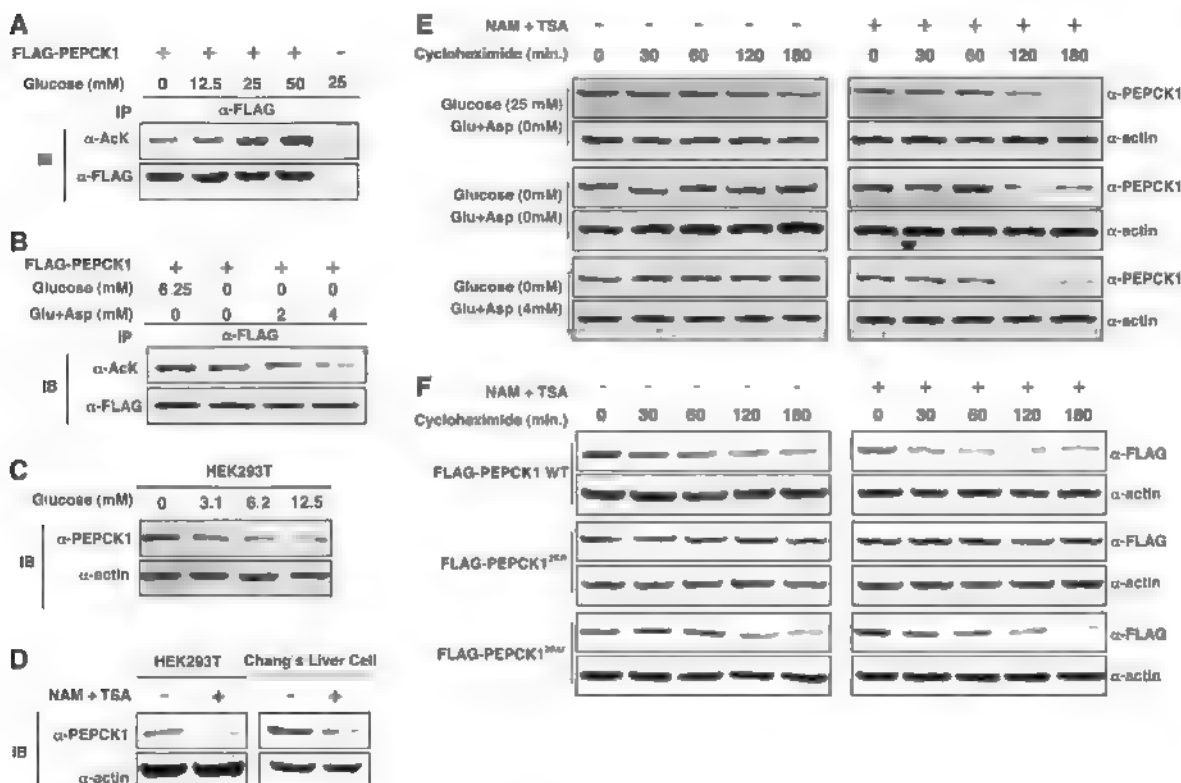 A
FLAG-PEPCK1 + + + + -
Glucose (mM) 0 12.5 25 50 25
IP α-FLAG
α-AcK
α-FLAG
B
FLAG-PEPCK1 + + + +
Glucose (mM) 6.25 0 0 0
Glu+Asp (mM) 0 0 2 4
IP α-FLAG
IB
α-AcK
α-FLAG
C
HEK293T
Glucose (mM) 0 3.1 6.2 12.5
IB
α-PEPCK1
α-actin
D
HEK293T Chang's Liver Cell
NAM + TSA - + - +
IB
α-PEPCK1
α-actin
E
NAM + TSA - - - - - + + + + +
Cycloheximide (min.) 0 30 60 120 180 0 30 60 120 180
Glucose (25 mM) α-PEPCK1
Glu+Asp (0mM) α-actin
Glucose (0mM) α-PEPCK1
Glu+Asp (0mM) α-actin
Glucose (0mM) α-PEPCK1
Glu+Asp (4mM) α-actin
F
NAM + TSA - - - - - + + + + +
Cycloheximide (min.) 0 30 60 120 180 0 30 60 120 180
FLAG-PEPCK1 WT α-FLAG
α-actin
FLAG-PEPCK1 α-FLAG
α-actin
FLAG-PEPCK1 α-FLAG
α-actin